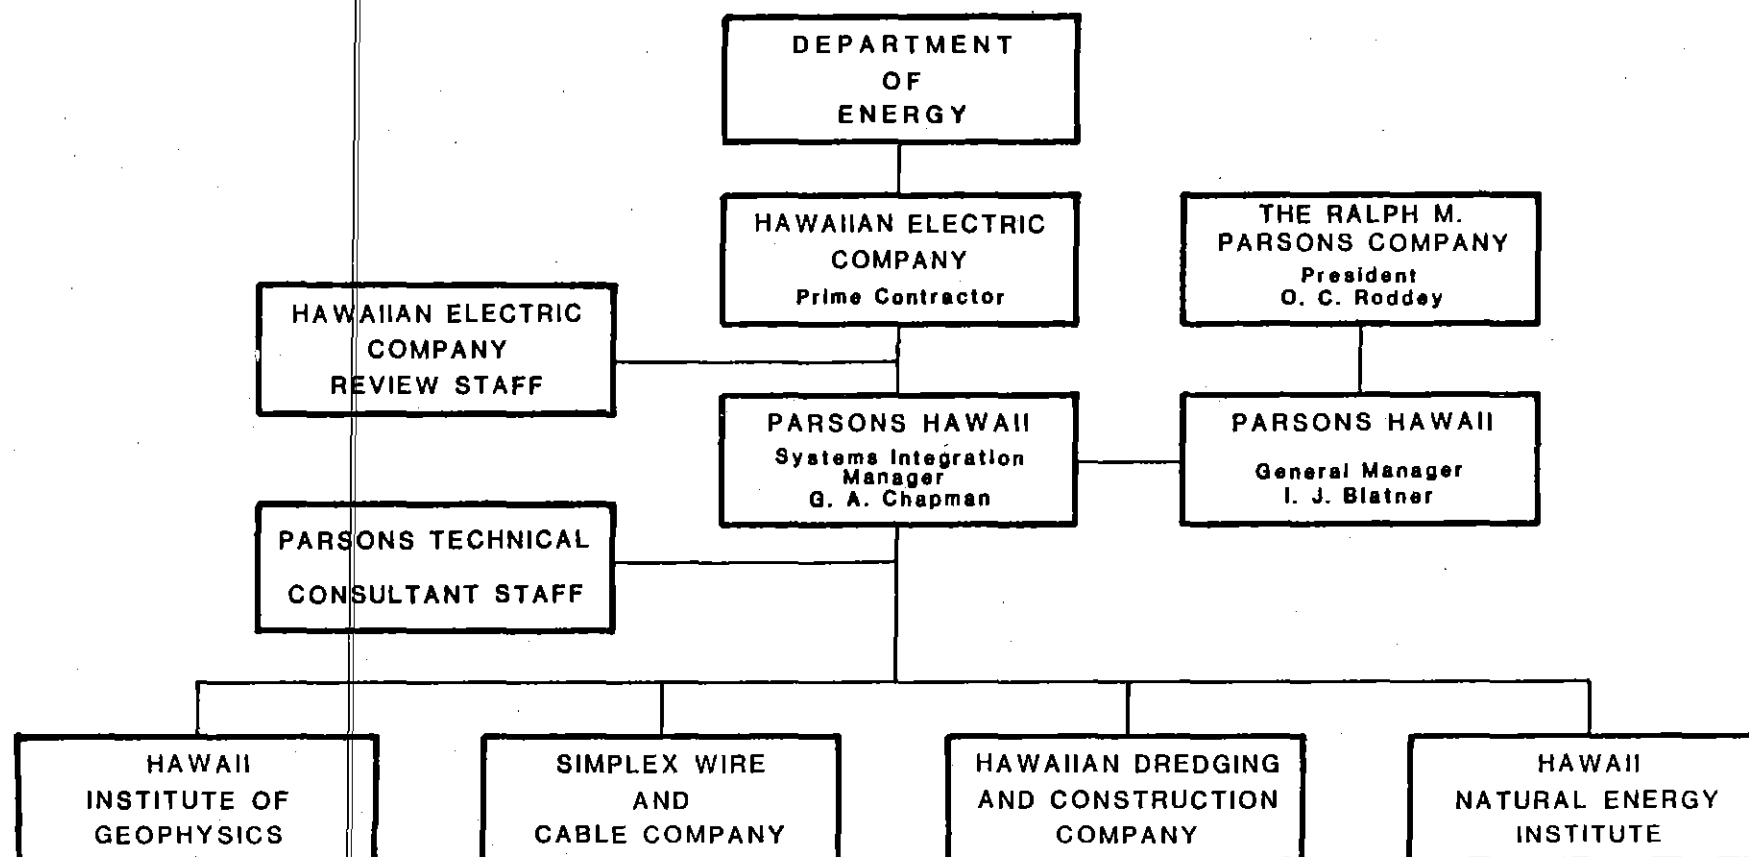 DEPARTMENT
OF
ENERGY
HAWAIIAN ELECTRIC
COMPANY
Prime Contractor
THE RALPH M.
PARSONS COMPANY
President
O. C. Roddey
HAWAIIAN ELECTRIC
COMPANY
REVIEW STAFF
PARSONS HAWAII
Systems Integration
Manager
G. A. Chapman
PARSONS HAWAII
General Manager
I. J. Blatner
PARSONS TECHNICAL
CONSULTANT STAFF
HAWAII
INSTITUTE OF
GEOPHYSICS
SIMPLEX WIRE
AND
CABLE COMPANY
HAWAIIAN DREDGING
AND CONSTRUCTION
COMPANY
HAWAII
NATURAL ENERGY
INSTITUTE